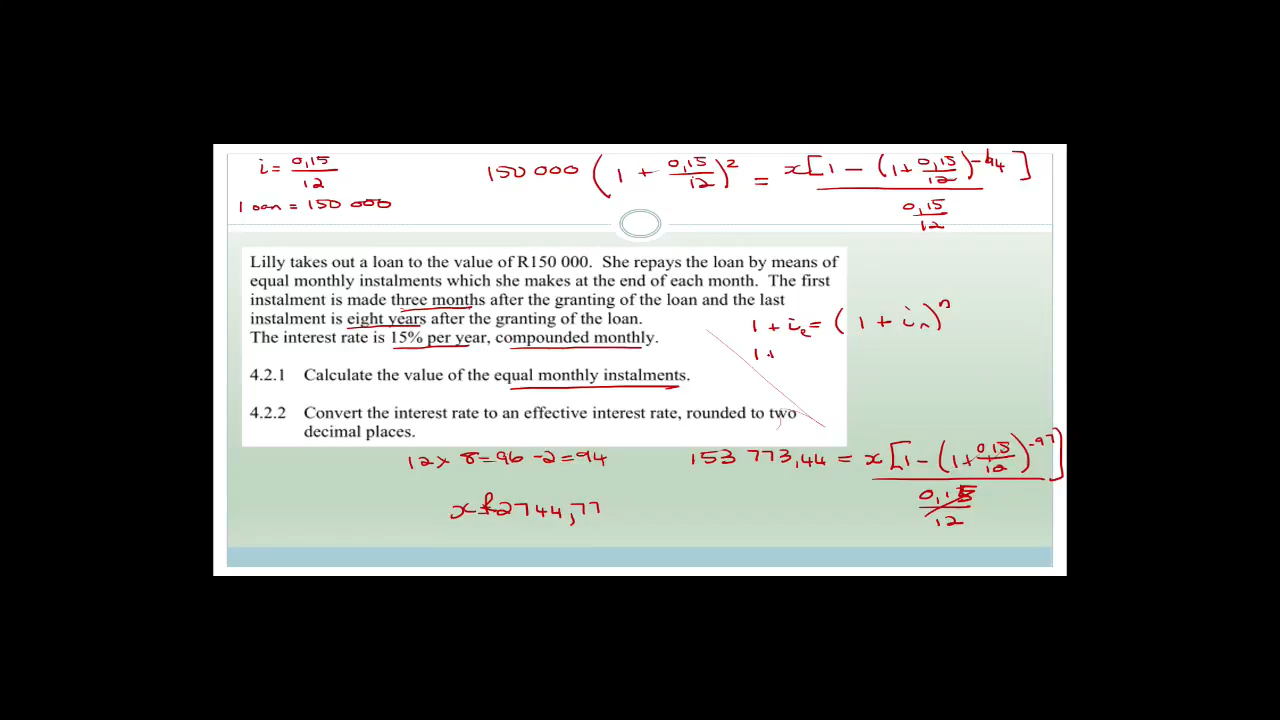 i = 0,15/12
150 000 (1 + 0,15/12)^2 = x[1 - (1 + 0,15/12)^-94] / 0,15/12
loan = 150 000
Lilly takes out a loan to the value of R150 000. She repays the loan by means of
equal monthly instalments which she makes at the end of each month. The first
instalment is made three months after the granting of the loan and the last
instalment is eight years after the granting of the loan.
The interest rate is 15% per year, compounded monthly.
1 + ie = (1 + in)^n
1 +
4.2.1 Calculate the value of the equal monthly instalments.
4.2.2 Convert the interest rate to an effective interest rate, rounded to two
decimal places.
12 x 8 = 96 - 2 = 94
153 773,44 = x[1 - (1 + 0,15/12)^-97] / 0,15/12
x = R2744,77